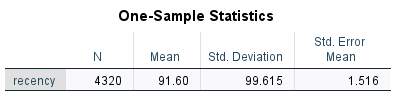 One-Sample Statistics
N Mean Std. Deviation Std. Error Mean
recency 4320 91.60 99.615 1.516